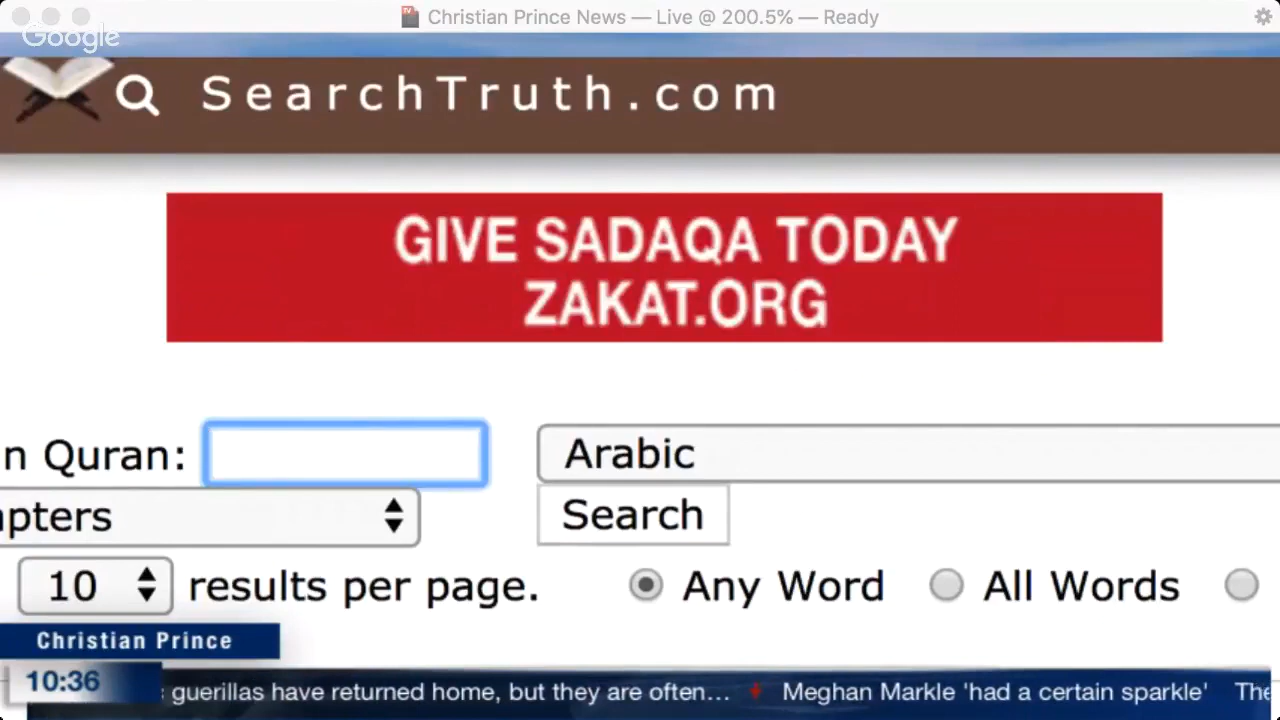 Christian Prince News — Live @ 200.5% — Ready
Google
SearchTruth.com
GIVE SADAQA TODAY
ZAKAT.ORG
n Quran:
Arabic
apters
Search
10 results per page. Any Word All Words
Christian Prince
10:36 guerillas have returned home, but they are often... Meghan Markle 'had a certain sparkle' The